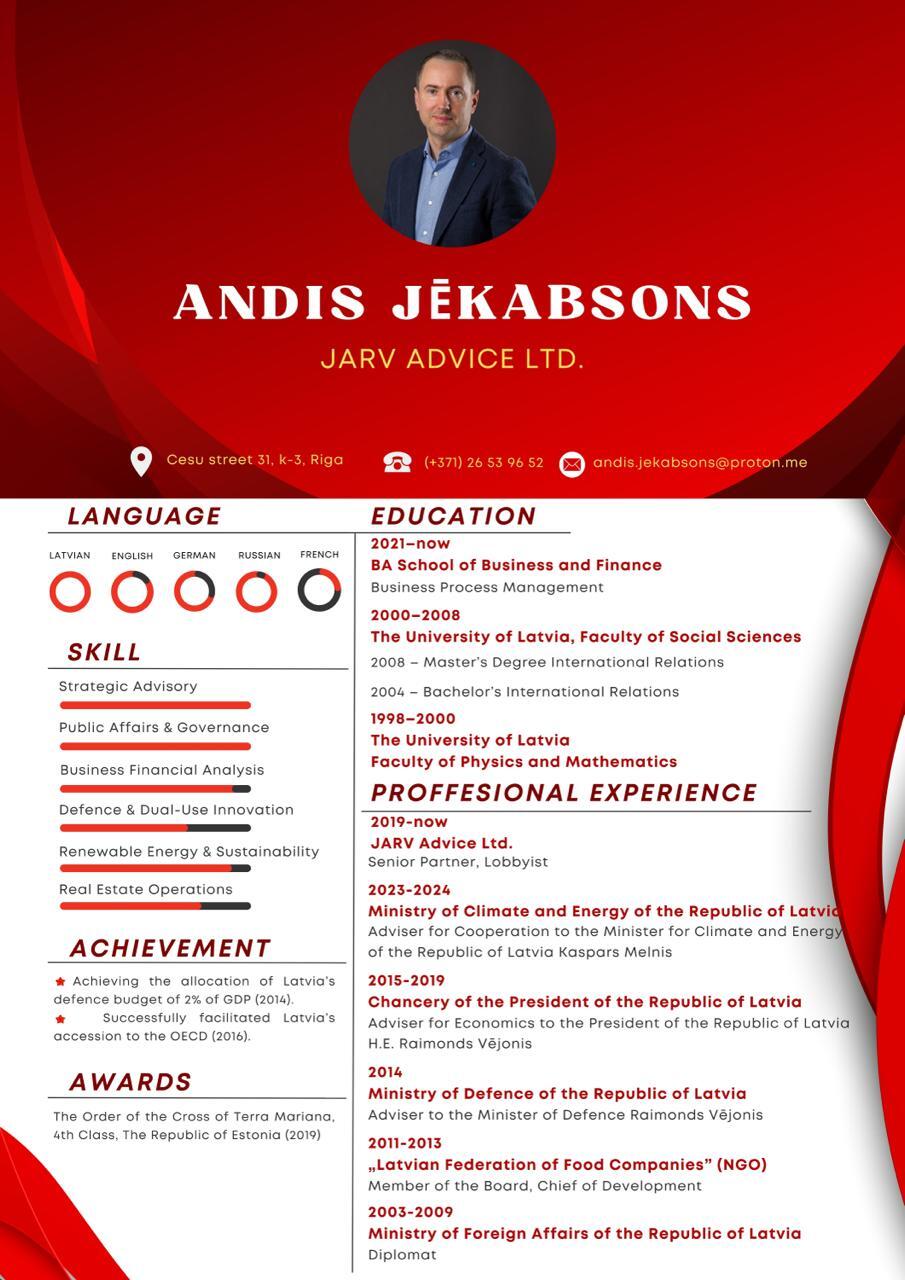 ANDIS JĒKABSONS
JARV ADVICE LTD.
Cesu street 31, k-3, Riga
(+371) 26 53 96 52
andis.jekabsons@proton.me
LANGUAGE
LATVIAN
ENGLISH
GERMAN
RUSSIAN
FRENCH
SKILL
Strategic Advisory
Public Affairs & Governance
Business Financial Analysis
Defence & Dual-Use Innovation
Renewable Energy & Sustainability
Real Estate Operations
ACHIEVEMENT
Achieving the allocation of Latvia's
defence budget of 2% of GDP (2014).
Successfully facilitated Latvia's
accession to the OECD (2016).
AWARDS
The Order of the Cross of Terra Mariana,
4th Class, The Republic of Estonia (2019)
EDUCATION
2021–now
BA School of Business and Finance
Business Process Management
2000–2008
The University of Latvia, Faculty of Social Sciences
2008 – Master's Degree International Relations
2004 – Bachelor's International Relations
1998–2000
The University of Latvia
Faculty of Physics and Mathematics
PROFFESIONAL EXPERIENCE
2019-now
JARV Advice Ltd.
Senior Partner, Lobbyist
2023-2024
Ministry of Climate and Energy of the Republic of Latvia
Adviser for Cooperation to the Minister for Climate and Energy
of the Republic of Latvia Kaspars Melnis
2015-2019
Chancery of the President of the Republic of Latvia
Adviser for Economics to the President of the Republic of Latvia
H.E. Raimonds Vējonis
2014
Ministry of Defence of the Republic of Latvia
Adviser to the Minister of Defence Raimonds Vējonis
2011-2013
„Latvian Federation of Food Companies” (NGO)
Member of the Board, Chief of Development
2003-2009
Ministry of Foreign Affairs of the Republic of Latvia
Diplomat